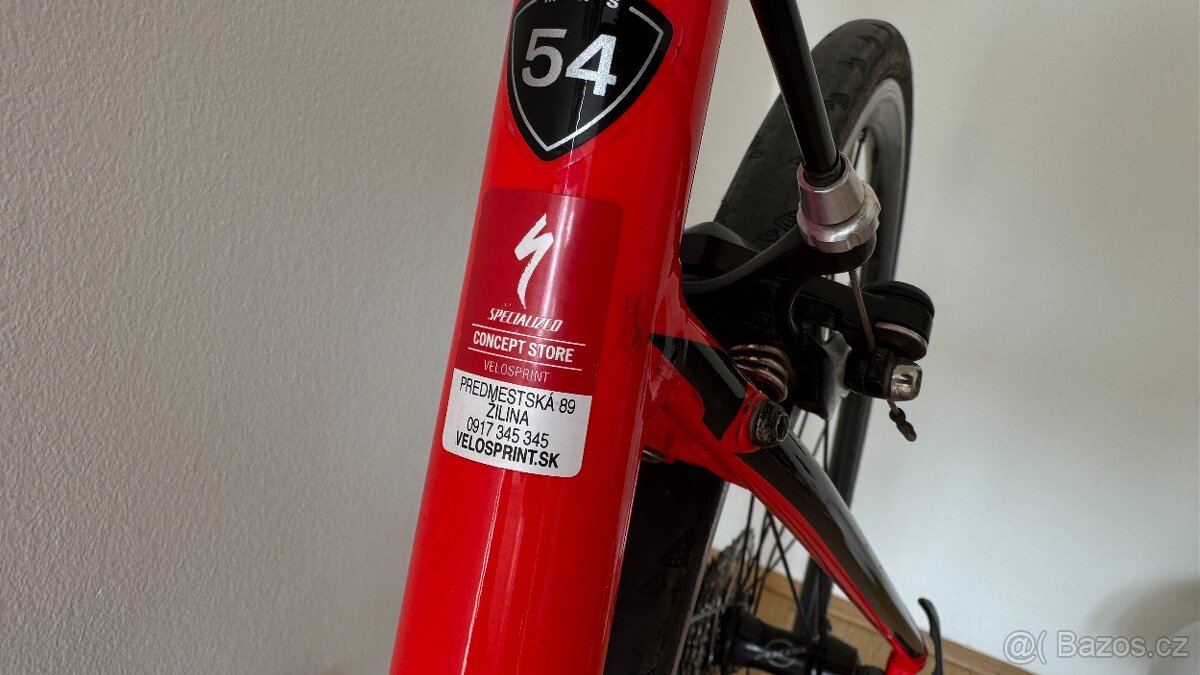 54
SPECIALIZED
CONCEPT STORE
VELOSPRINT
PREDMESTSKÁ 89
ŽILINA
0917 345 345
VELOSPRINT.SK
@( Bazos.cz